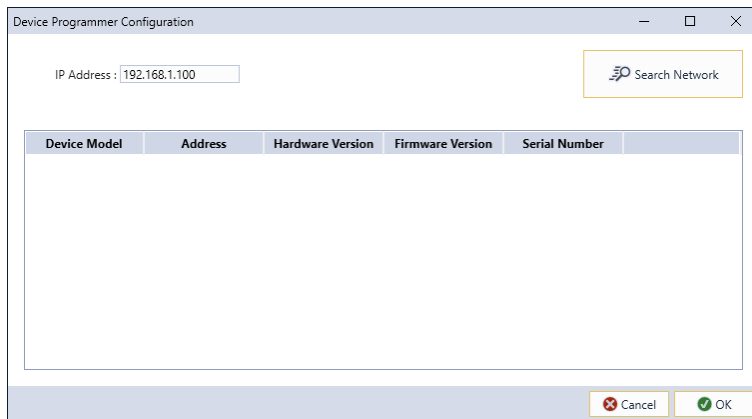 Device Programmer Configuration
IP Address : 192.168.1.100
Search Network
Device Model Address Hardware Version Firmware Version Serial Number
Cancel OK